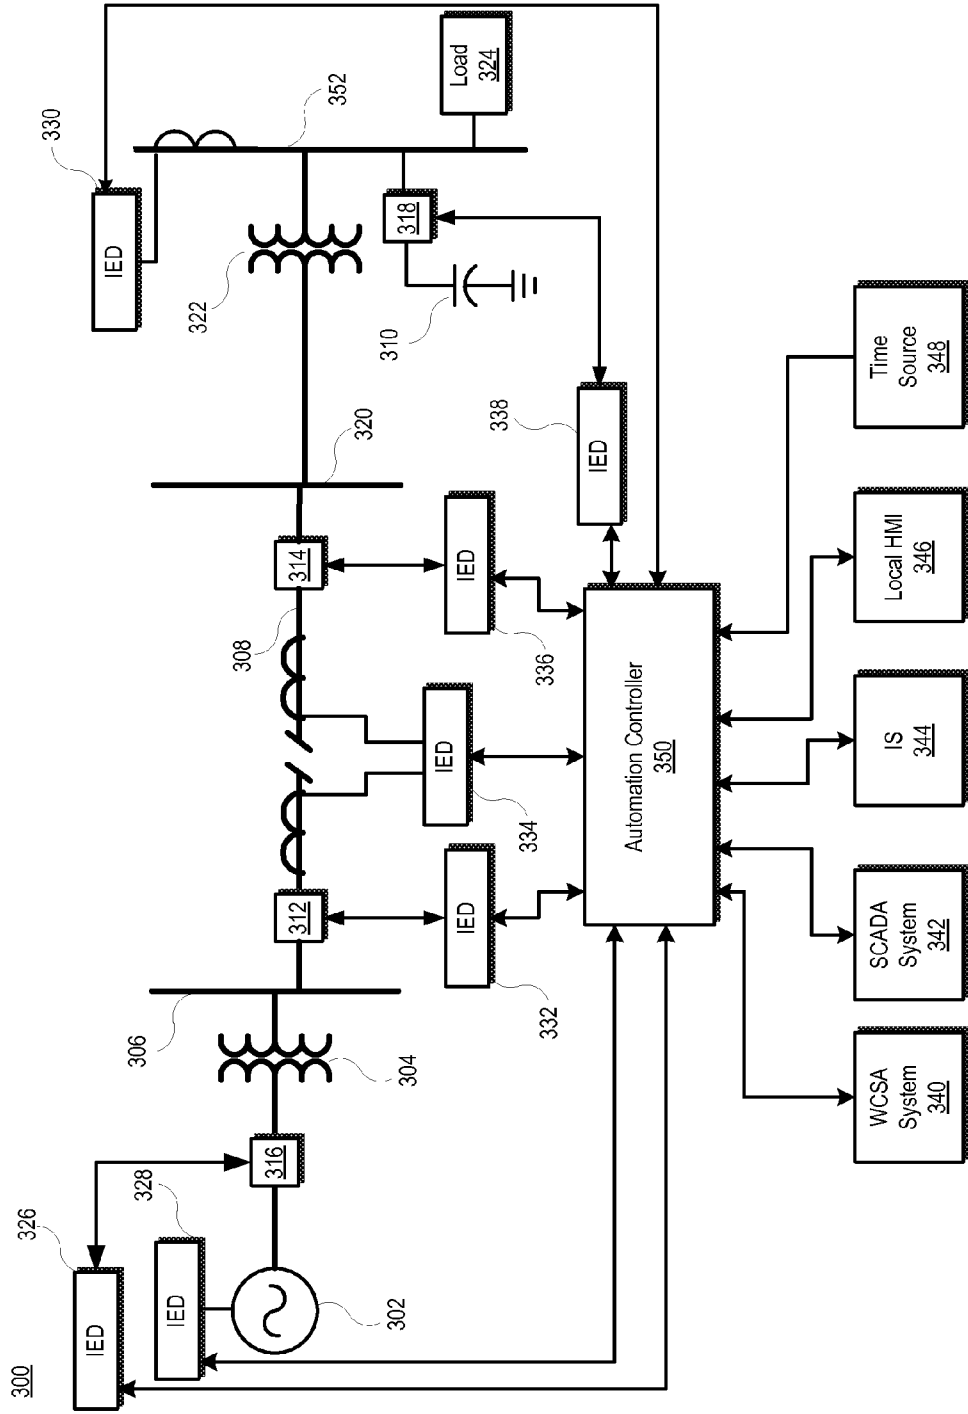 300
326
IED
328
IED
302
316
304
306
312
308
314
320
322
330
IED
352
Load
324
318
310
338
IED
IED
332
IED
334
IED
336
Automation Controller
350
WCSA
System
340
SCADA
System
342
IS
344
Local HMI
346
Time
Source
348